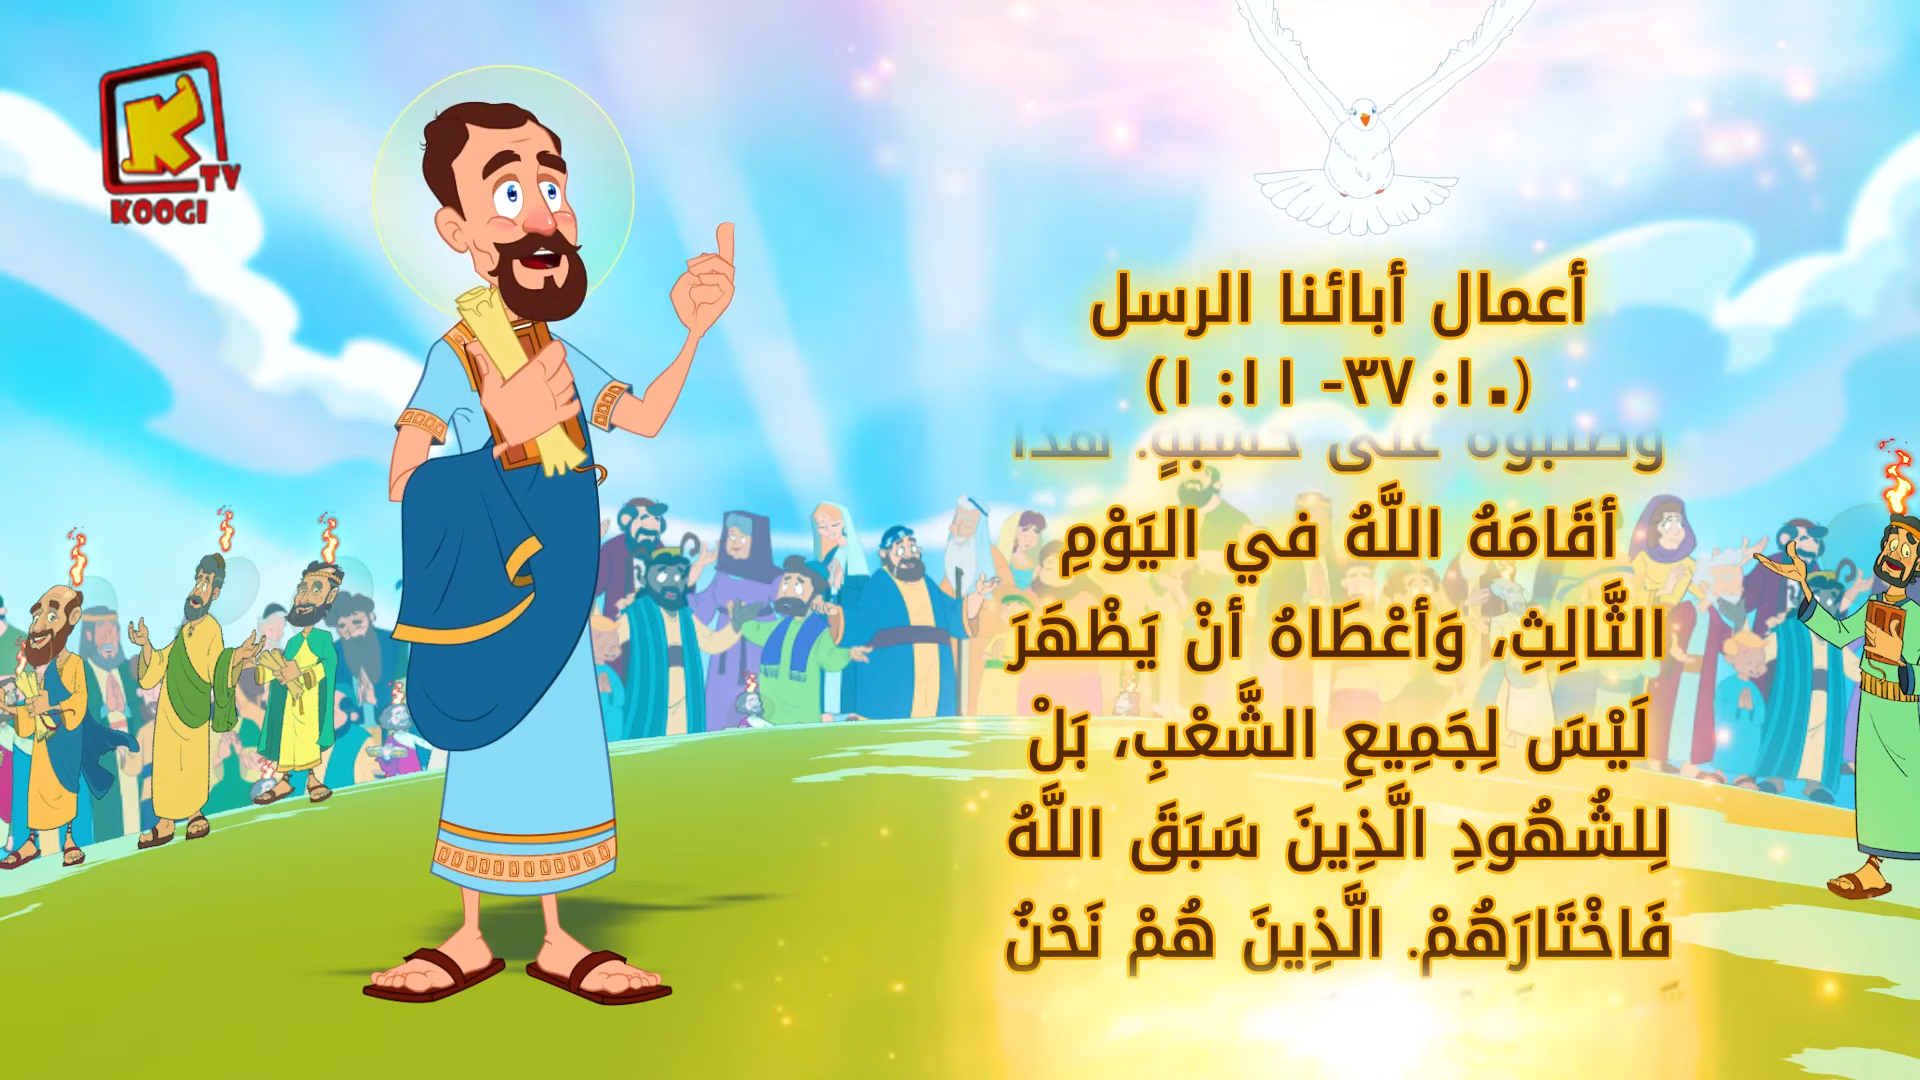 K TV
KOOGI
أعمال أبائنا الرسل
(١٠: ٣٧- ١١: ١)
أقَامَهُ اللَّهُ في اليَوْمِ
الثَّالِثِ، وَأعْطَاهُ أنْ يَظْهَرَ
لَيْسَ لِجَمِيعِ الشَّعْبِ، بَلْ
لِلشُهُودِ الَّذِينَ سَبَقَ اللَّهُ
فَاخْتَارَهُمْ. الَّذِينَ هُمْ نَحْنُ